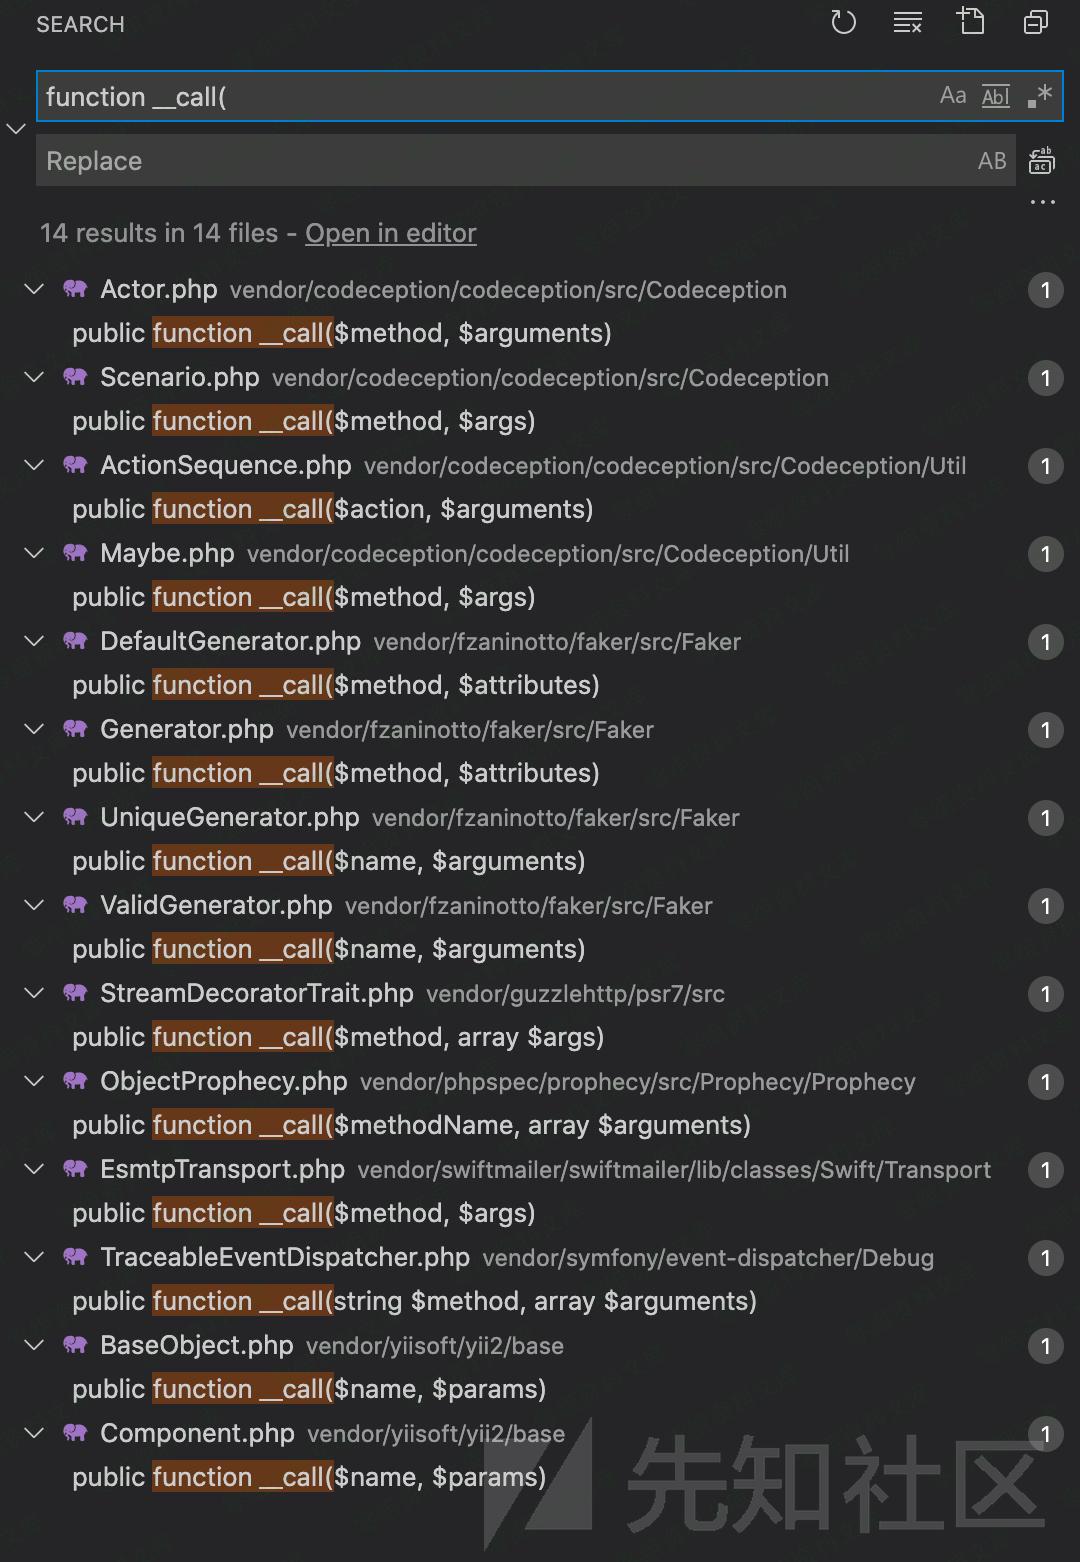 SEARCH
function __call(
Aa Abl .*
Replace
AB
14 results in 14 files - Open in editor
Actor.php vendor/codeception/codeception/src/Codeception 1
public function __call($method, $arguments)
Scenario.php vendor/codeception/codeception/src/Codeception 1
public function __call($method, $args)
ActionSequence.php vendor/codeception/codeception/src/Codeception/Util 1
public function __call($action, $arguments)
Maybe.php vendor/codeception/codeception/src/Codeception/Util 1
public function __call($method, $args)
DefaultGenerator.php vendor/fzaninotto/faker/src/Faker 1
public function __call($method, $attributes)
Generator.php vendor/fzaninotto/faker/src/Faker 1
public function __call($method, $attributes)
UniqueGenerator.php vendor/fzaninotto/faker/src/Faker 1
public function __call($name, $arguments)
ValidGenerator.php vendor/fzaninotto/faker/src/Faker 1
public function __call($name, $arguments)
StreamDecoratorTrait.php vendor/guzzlehttp/psr7/src 1
public function __call($method, array $args)
ObjectProphecy.php vendor/phpspec/prophecy/src/Prophecy/Prophecy 1
public function __call($methodName, array $arguments)
EsmtpTransport.php vendor/swiftmailer/swiftmailer/lib/classes/Swift/Transport 1
public function __call($method, $args)
TraceableEventDispatcher.php vendor/symfony/event-dispatcher/Debug 1
public function __call(string $method, array $arguments)
BaseObject.php vendor/yiisoft/yii2/base 1
public function __call($name, $params)
Component.php vendor/yiisoft/yii2/base 1
public function __call($name, $params)
先知社区